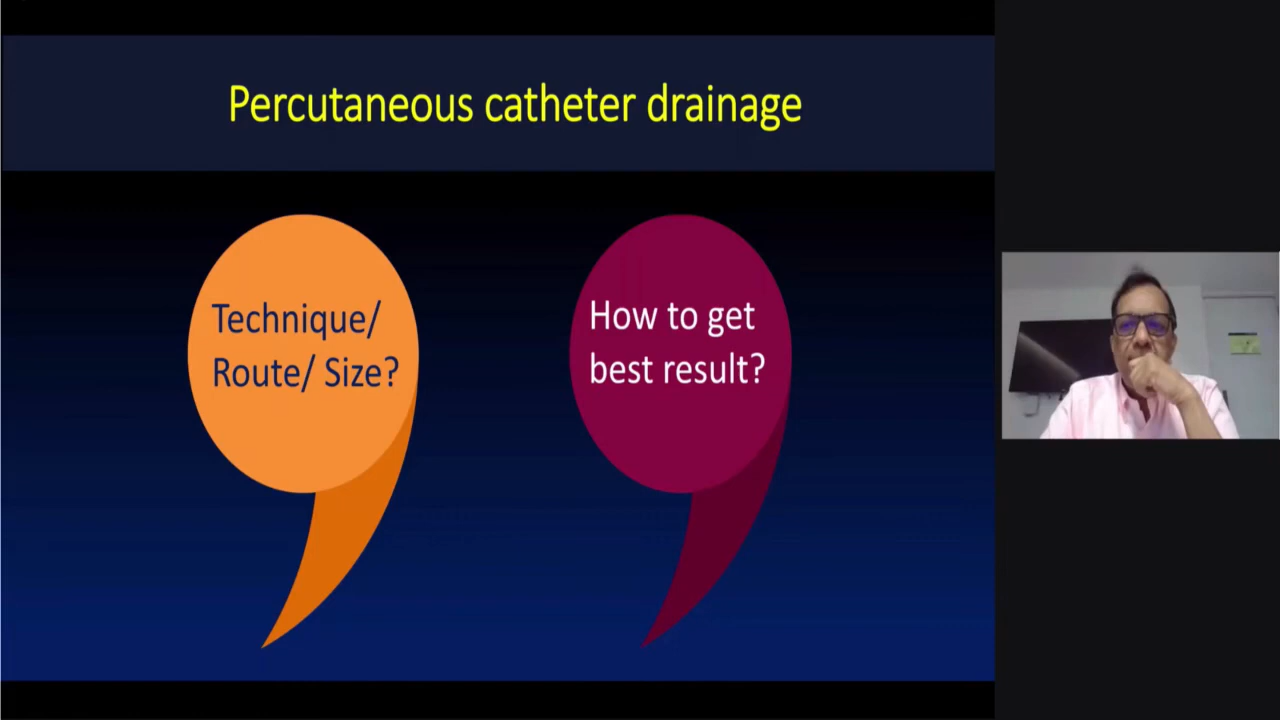 Percutaneous catheter drainage
Technique/
Route/ Size?
How to get
best result?